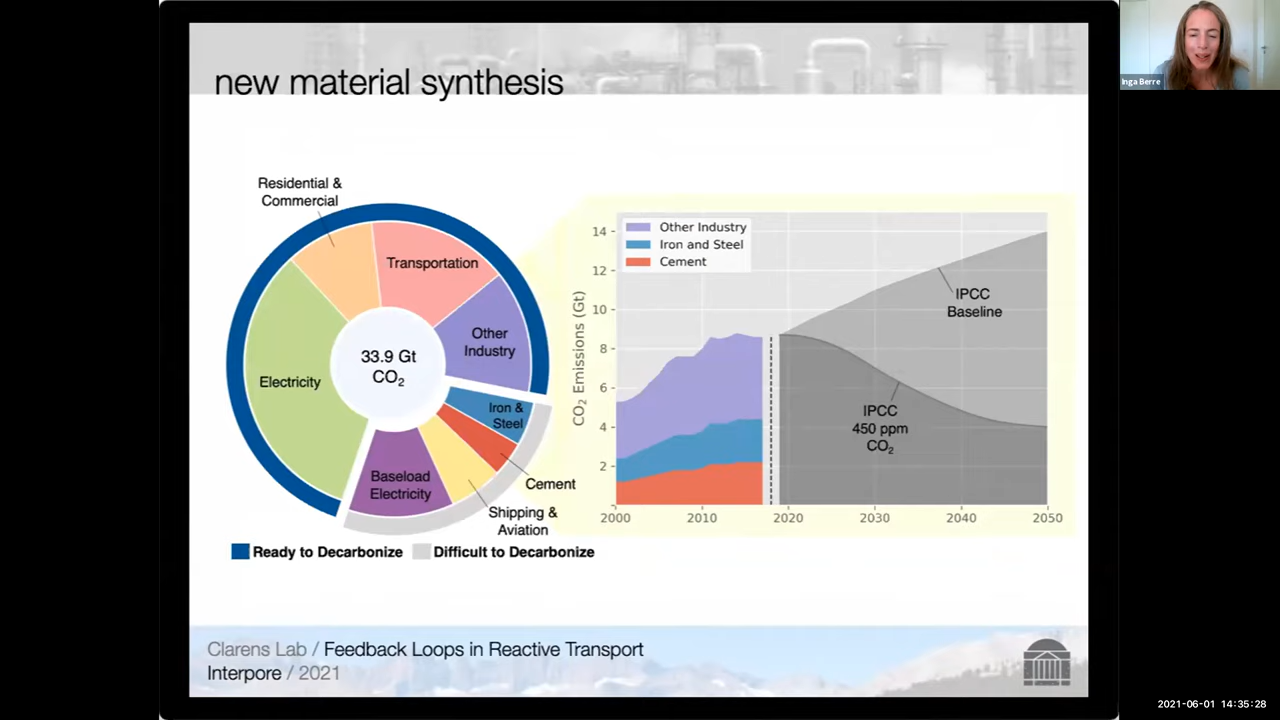 new material synthesis
Residential &
Commercial
Transportation
Other
Industry
33.9 Gt
CO₂
Electricity
Iron &
Steel
Baseload
Electricity
Cement
Shipping &
Aviation
Ready to Decarbonize
Difficult to Decarbonize
Other Industry
Iron and Steel
Cement
CO₂ Emissions (Gt)
14
12
10
8
6
4
2
2000
2010
2020
2030
2040
2050
IPCC
Baseline
IPCC
450 ppm
CO₂
Clarens Lab / Feedback Loops in Reactive Transport
Interpore / 2021
Inga Berre
2021-06-01 14:35:28